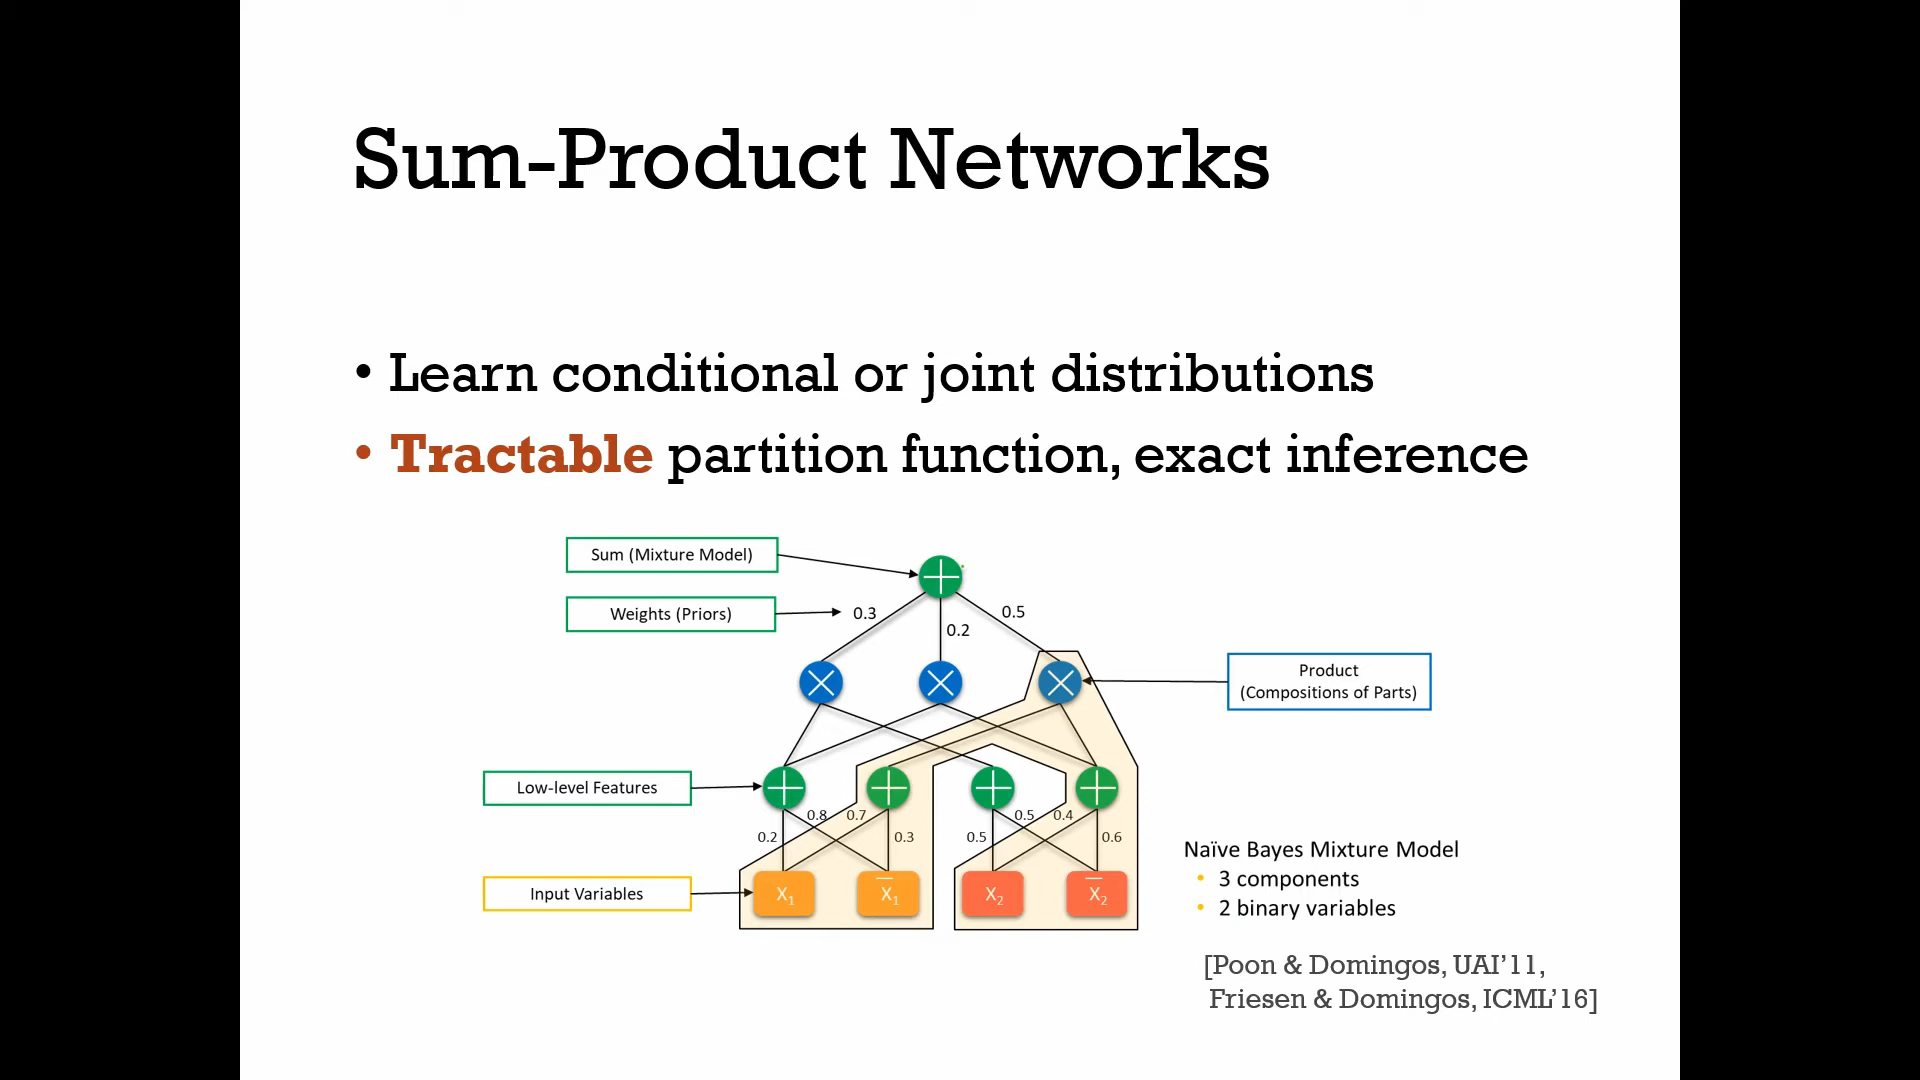 Sum-Product Networks
• Learn conditional or joint distributions
• Tractable partition function, exact inference
Sum (Mixture Model)
Weights (Priors)
0.3
0.2
0.5
Product
(Compositions of Parts)
Low-level Features
0.2
0.8
0.7
0.3
0.5
0.5
0.4
0.6
Input Variables
X₁
X̅₁
X₂
X̅₂
Naïve Bayes Mixture Model
• 3 components
• 2 binary variables
[Poon & Domingos, UAI’11,
Friesen & Domingos, ICML’16]